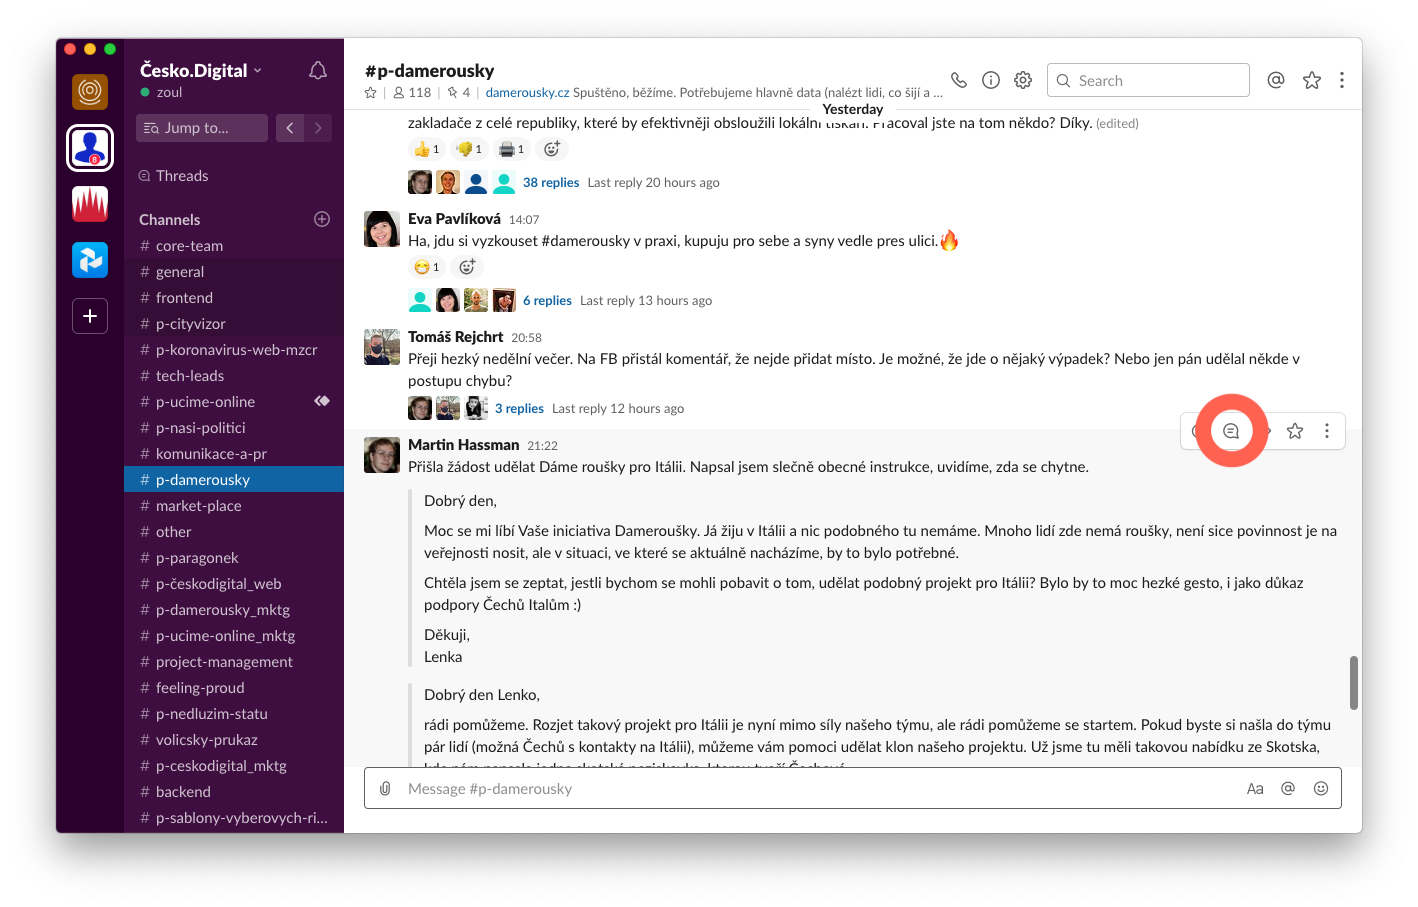 Česko.Digital
zoul
Jump to...
Threads
Channels
# core-team
# general
# frontend
# p-cityvizor
# p-koronavirus-web-mzcr
# tech-leads
# p-ucime-online
# p-nasi-politici
# komunikace-a-pr
# p-damerousky
# market-place
# other
# p-paragonek
# p-českodigital_web
# p-damerousky_mktg
# p-ucime-online_mktg
# project-management
# feeling-proud
# p-nedluzim-statu
# volicsky-prukaz
# p-ceskodigital_mktg
# backend
# p-sablony-vyberovych-ri...
#p-damerousky
118 | 4 | damerousky.cz Spuštěno, běžíme. Potřebujeme hlavně data (nalézt lidi, co šijí a ...
Search
Yesterday
zakladače z celé republiky, které by efektivněji obsloužili lokální tiskaři. Pracoval jste na tom někdo? Díky. (edited)
1 1 1
38 replies Last reply 20 hours ago
Eva Pavlíková 14:07
Ha, jdu si vyzkouset #damerousky v praxi, kupuju pro sebe a syny vedle pres ulici.
1
6 replies Last reply 13 hours ago
Tomáš Rejchrt 20:58
Přeji hezký nedělní večer. Na FB přistál komentář, že nejde přidat místo. Je možné, že jde o nějaký výpadek? Nebo jen pán udělal někde v
postupu chybu?
3 replies Last reply 12 hours ago
Martin Hassman 21:22
Přišla žádost udělat Dáme roušky pro Itálii. Napsal jsem slečně obecné instrukce, uvidíme, zda se chytne.
Dobrý den,
Moc se mi líbí Vaše iniciativa Dameroušky. Já žiju v Itálii a nic podobného tu nemáme. Mnoho lidí zde nemá roušky, není sice povinnost je na
veřejnosti nosit, ale v situaci, ve které se aktuálně nacházíme, by to bylo potřebné.
Chtěla jsem se zeptat, jestli bychom se mohli pobavit o tom, udělat podobný projekt pro Itálii? Bylo by to moc hezké gesto, i jako důkaz
podpory Čechů Italům :)
Děkuji,
Lenka
Dobrý den Lenko,
rádi pomůžeme. Rozjet takový projekt pro Itálii je nyní mimo síly našeho týmu, ale rádi pomůžeme se startem. Pokud byste si našla do týmu
pár lidí (možná Čechů s kontakty na Itálii), můžeme vám pomoci udělat klon našeho projektu. Už jsme tu měli takovou nabídku ze Skotska,
Message #p-damerousky
Aa